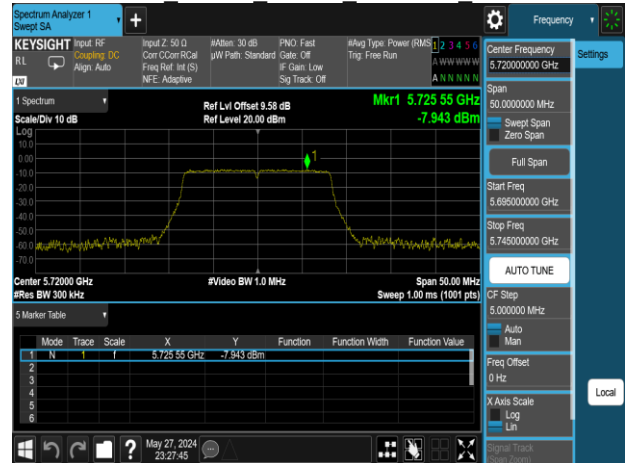 Spectrum Analyzer 1
Swept SA
+
Frequency
KEYSIGHT Input: RF Input Z: 50 Ω #Atten: 30 dB PNO: Fast #Avg Type: Power (RMS 1 2 3 4 5 6
RL Coupling: DC Corr CCorr RCal µW Path: Standard Gate: Off Trig: Free Run
Align: Auto Freq Ref: Int (S) IF Gain: Low A W W W W W
NFE: Adaptive Sig Track: Off A N N N N N
LXI
1 Spectrum
Scale/Div 10 dB
Ref Lvl Offset 9.58 dB
Ref Level 20.00 dBm
Mkr1 5.725 55 GHz
-7.943 dBm
Log
10.0
0.00
-10.0
-20.0
-30.0
-40.0
-50.0
-60.0
-70.0
1
Center 5.72000 GHz #Video BW 1.0 MHz Span 50.00 MHz
#Res BW 300 kHz Sweep 1.00 ms (1001 pts)
5 Marker Table
Mode Trace Scale X Y Function Function Width Function Value
1 N 1 f 5.725 55 GHz -7.943 dBm
2
3
4
5
6
?
May 27, 2024
23:27:45
Center Frequency
5.720000000 GHz
Settings
Span
50.0000000 MHz
Swept Span
Zero Span
Full Span
Start Freq
5.695000000 GHz
Stop Freq
5.745000000 GHz
AUTO TUNE
CF Step
5.000000 MHz
Auto
Man
Freq Offset
0 Hz
X Axis Scale
Log
Lin
Local
Signal Track
(Span Zoom)